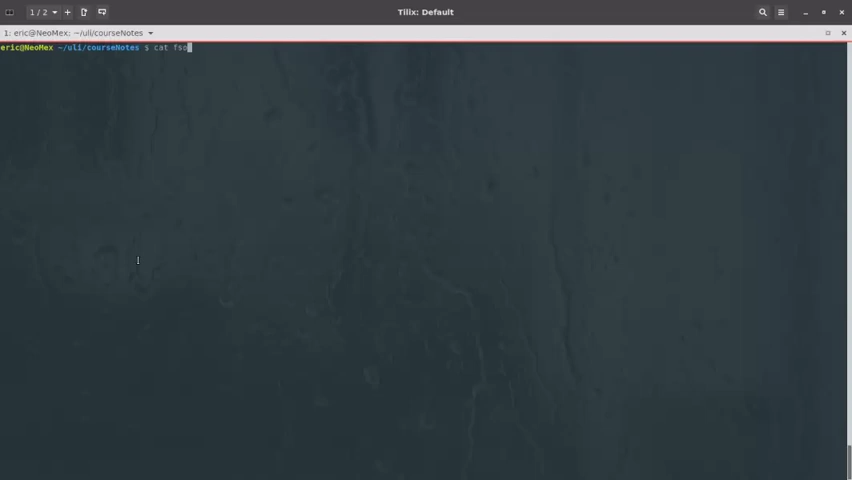 1 / 2
Tilix: Default
1: eric@NeoMex: ~/uli/courseNotes
eric@NeoMex ~/uli/courseNotes $ cat fso